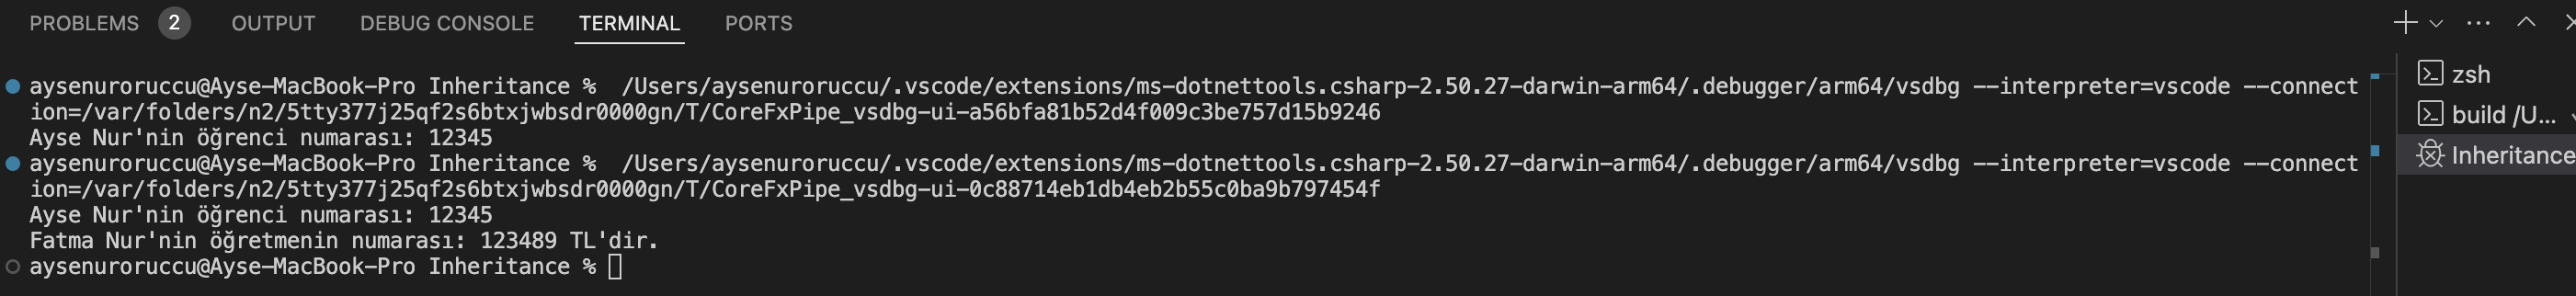 PROBLEMS 2 OUTPUT DEBUG CONSOLE TERMINAL PORTS
aysenuroruccu@Ayse-MacBook-Pro Inheritance %  /Users/aysenuroruccu/.vscode/extensions/ms-dotnettools.csharp-2.50.27-darwin-arm64/.debugger/arm64/vsdbg --interpreter=vscode --connect
ion=/var/folders/n2/5tty377j25qf2s6btxjwbsdr0000gn/T/CoreFxPipe_vsdbg-ui-a56bfa81b52d4f009c3be757d15b9246
Ayse Nur'nin öğrenci numarası: 12345
aysenuroruccu@Ayse-MacBook-Pro Inheritance %  /Users/aysenuroruccu/.vscode/extensions/ms-dotnettools.csharp-2.50.27-darwin-arm64/.debugger/arm64/vsdbg --interpreter=vscode --connect
ion=/var/folders/n2/5tty377j25qf2s6btxjwbsdr0000gn/T/CoreFxPipe_vsdbg-ui-0c88714eb1db4eb2b55c0ba9b797454f
Ayse Nur'nin öğrenci numarası: 12345
Fatma Nur'nin öğretmenin numarası: 123489 TL'dir.
aysenuroruccu@Ayse-MacBook-Pro Inheritance %
zsh
build /U...
Inheritance